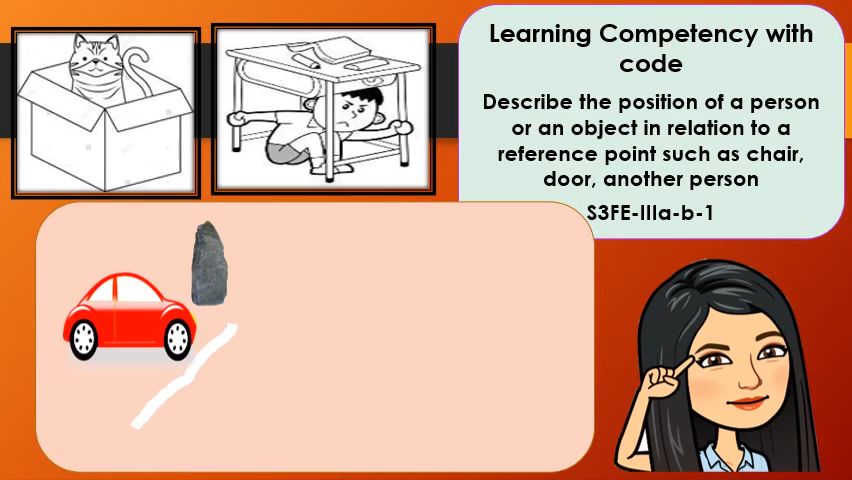 Learning Competency with
code
Describe the position of a person
or an object in relation to a
reference point such as chair,
door, another person
S3FE-IIIa-b-1